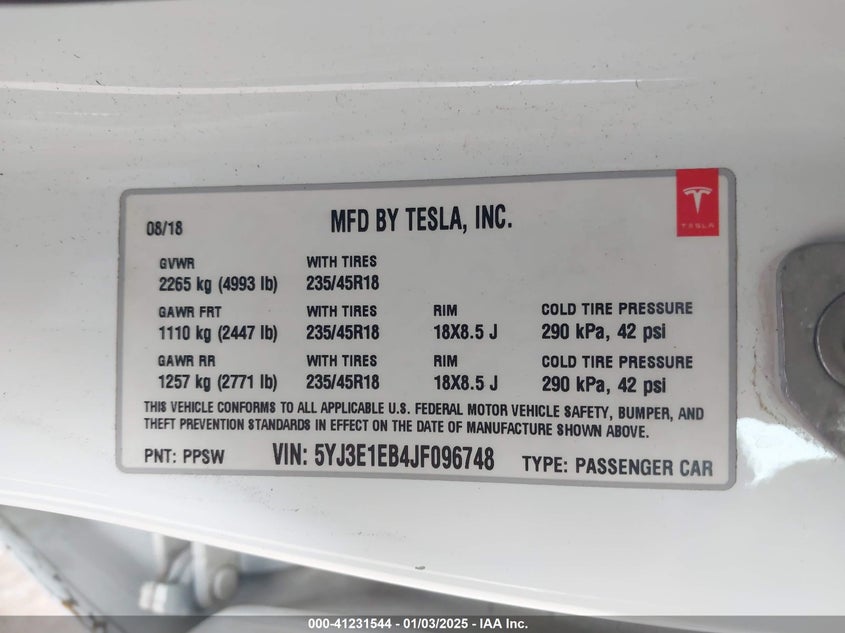 08/18 MFD BY TESLA, INC.
TESLA
GVWR WITH TIRES
2265 kg (4993 lb) 235/45R18
GAWR FRT WITH TIRES RIM COLD TIRE PRESSURE
1110 kg (2447 lb) 235/45R18 18X8.5 J 290 kPa, 42 psi
GAWR RR WITH TIRES RIM COLD TIRE PRESSURE
1257 kg (2771 lb) 235/45R18 18X8.5 J 290 kPa, 42 psi
THIS VEHICLE CONFORMS TO ALL APPLICABLE U.S. FEDERAL MOTOR VEHICLE SAFETY, BUMPER, AND
THEFT PREVENTION STANDARDS IN EFFECT ON THE DATE OF MANUFACTURE SHOWN ABOVE.
PNT: PPSW VIN: 5YJ3E1EB4JF096748 TYPE: PASSENGER CAR
000-41231544 - 01/03/2025 - IAA Inc.